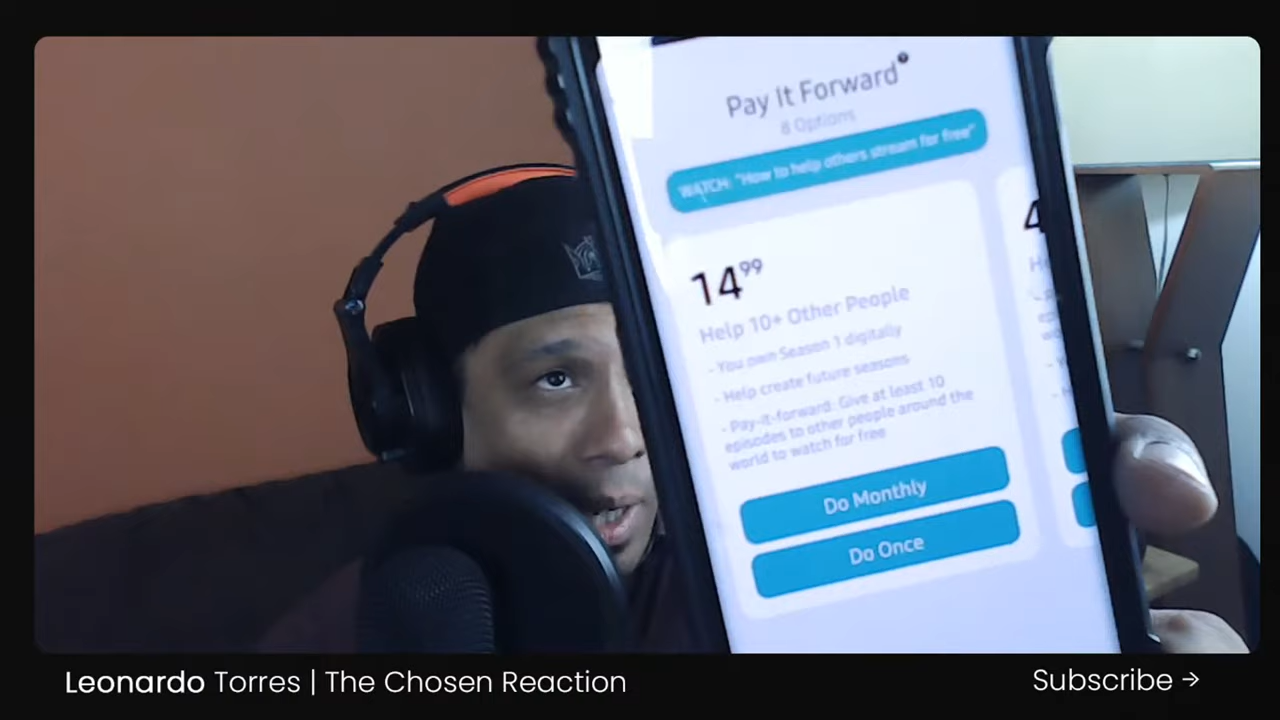 Pay It Forward
8 Options
WATCH: "How to help others stream for free"
14⁹⁹
Help 10+ Other People
- You own Season 1 digitally
- Help create future seasons
- Pay-it-forward: Give at least 10
episodes to other people around the
world to watch for free
Do Monthly
Do Once
4
Leonardo Torres | The Chosen Reaction
Subscribe →